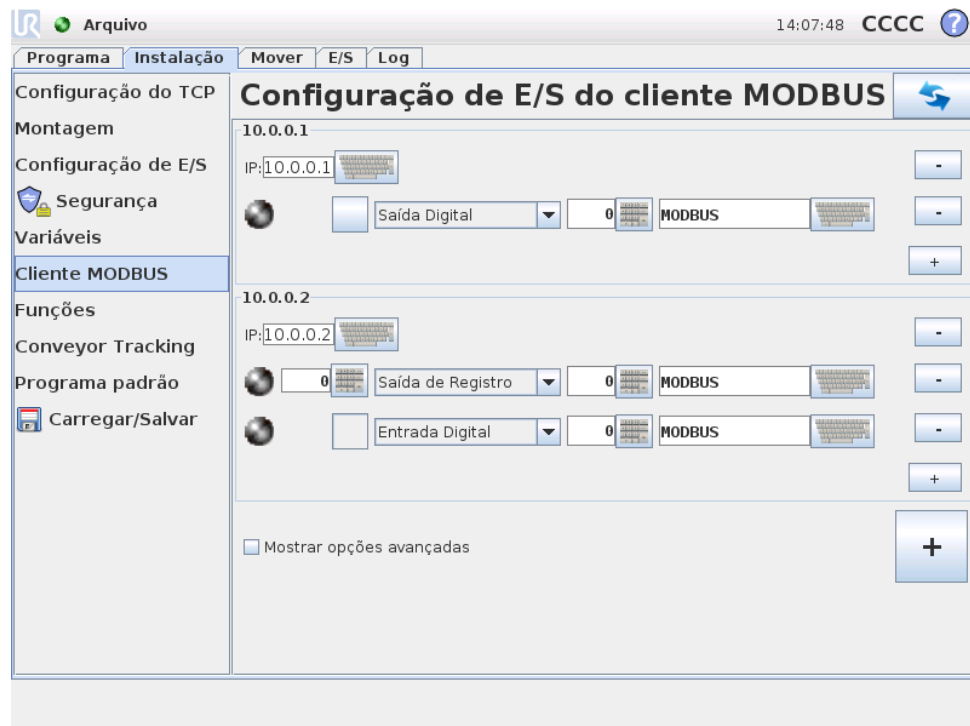 UR Arquivo 14:07:48 CCCC ?
Programa Instalação Mover E/S Log
Configuração do TCP
Montagem
Configuração de E/S
Segurança
Variáveis
Cliente MODBUS
Funções
Conveyor Tracking
Programa padrão
Carregar/Salvar
Configuração de E/S do cliente MODBUS
10.0.0.1
IP: 10.0.0.1 -
Saída Digital 0 MODBUS -
+
10.0.0.2
IP: 10.0.0.2 -
0 Saída de Registro 0 MODBUS -
Entrada Digital 0 MODBUS -
+
Mostrar opções avançadas +